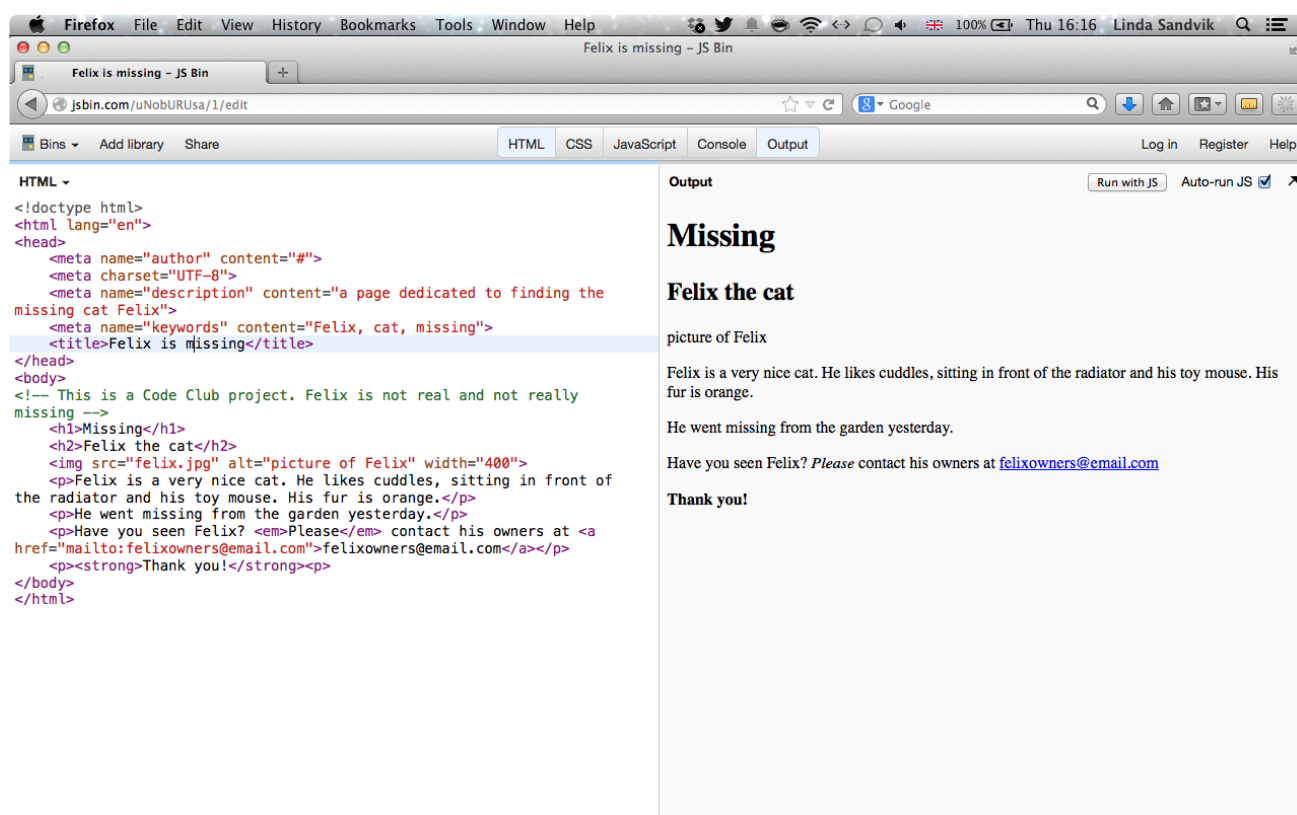 Firefox File Edit View History Bookmarks Tools Window Help 100% Thu 16:16 Linda Sandvik
Felix is missing – JS Bin
Felix is missing – JS Bin
jsbin.com/uNobURUsa/1/edit Google
Bins Add library Share HTML CSS JavaScript Console Output Log in Register Help
HTML
<!doctype html>
<html lang="en">
<head>
    <meta name="author" content="#">
    <meta charset="UTF-8">
    <meta name="description" content="a page dedicated to finding the
missing cat Felix">
    <meta name="keywords" content="Felix, cat, missing">
    <title>Felix is missing</title>
</head>
<body>
<!-- This is a Code Club project. Felix is not real and not really
missing -->
    <h1>Missing</h1>
    <h2>Felix the cat</h2>
    <img src="felix.jpg" alt="picture of Felix" width="400">
    <p>Felix is a very nice cat. He likes cuddles, sitting in front of
the radiator and his toy mouse. His fur is orange.</p>
    <p>He went missing from the garden yesterday.</p>
    <p>Have you seen Felix? <em>Please</em> contact his owners at <a
href="mailto:felixowners@email.com">felixowners@email.com</a></p>
    <p><strong>Thank you!</strong><p>
</body>
</html>
Output Run with JS Auto-run JS
Missing
Felix the cat
picture of Felix
Felix is a very nice cat. He likes cuddles, sitting in front of the radiator and his toy mouse. His
fur is orange.
He went missing from the garden yesterday.
Have you seen Felix? Please contact his owners at felixowners@email.com
Thank you!